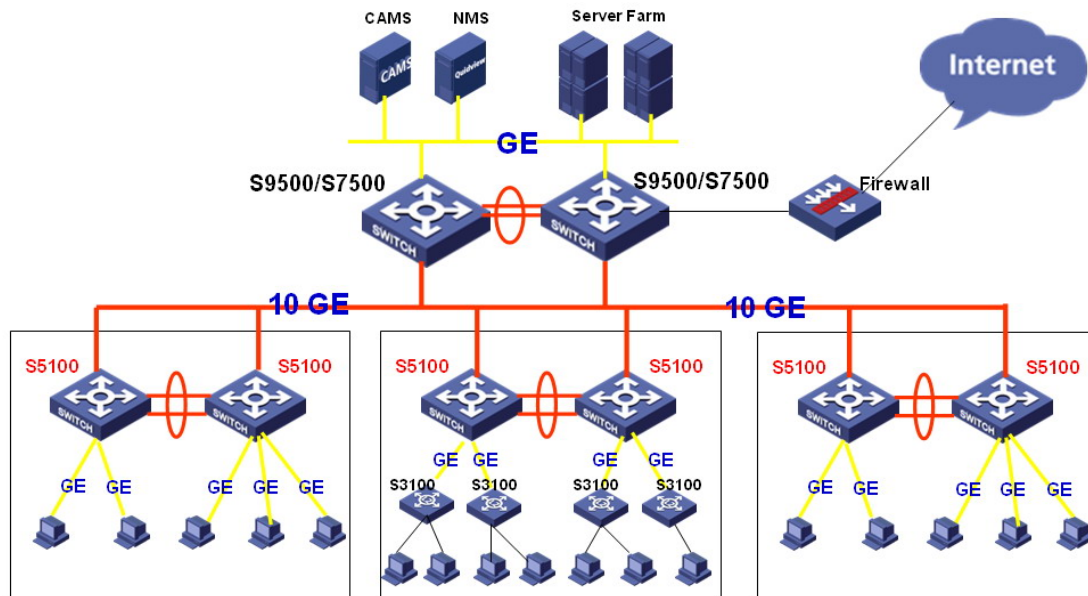 CAMS
NMS
Server Farm
CAMS
Quidview
Internet
GE
S9500/S7500
S9500/S7500
Firewall
SWITCH
SWITCH
10 GE
10 GE
S5100
S5100
S5100
S5100
S5100
S5100
SWITCH
SWITCH
SWITCH
SWITCH
SWITCH
SWITCH
GE
GE
GE
GE
GE
GE
GE
GE
GE
S3100
S3100
S3100
S3100
GE
GE
GE
GE
GE